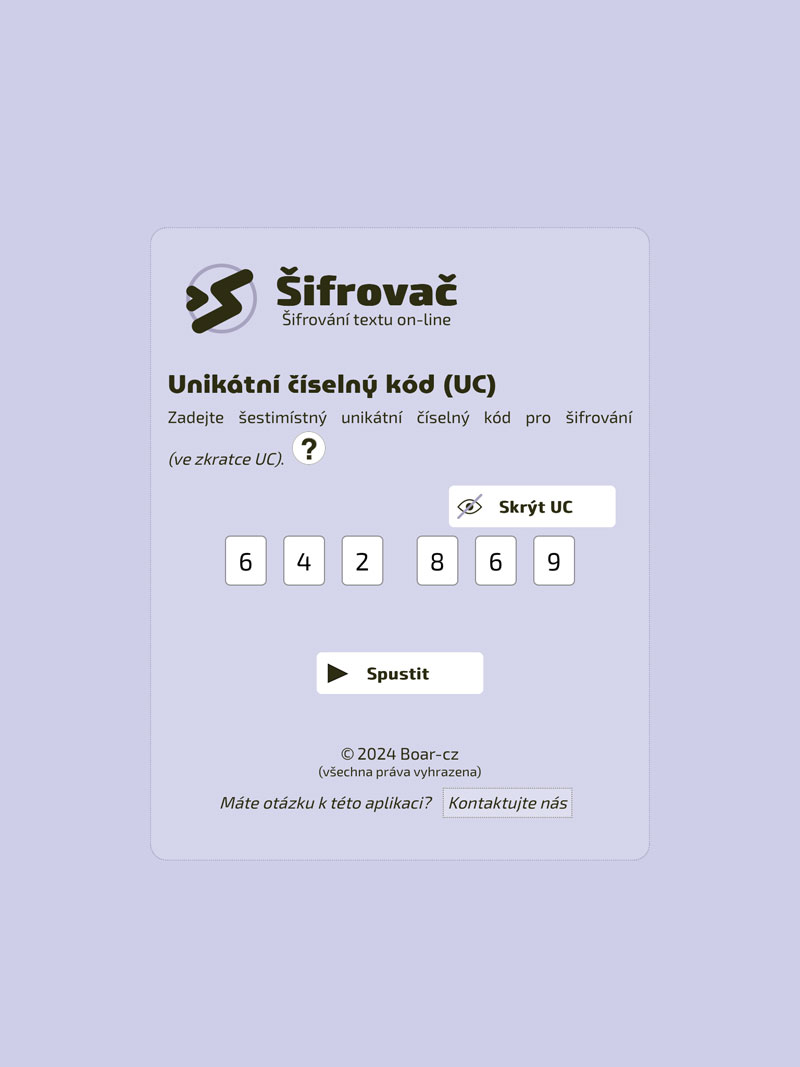 Šifrovač
Šifrování textu on-line
Unikátní číselný kód (UC)
Zadejte šestimístný unikátní číselný kód pro šifrování
(ve zkratce UC). ?
Skrýt UC
6 4 2 8 6 9
Spustit
© 2024 Boar-cz
(všechna práva vyhrazena)
Máte otázku k této aplikaci? Kontaktujte nás